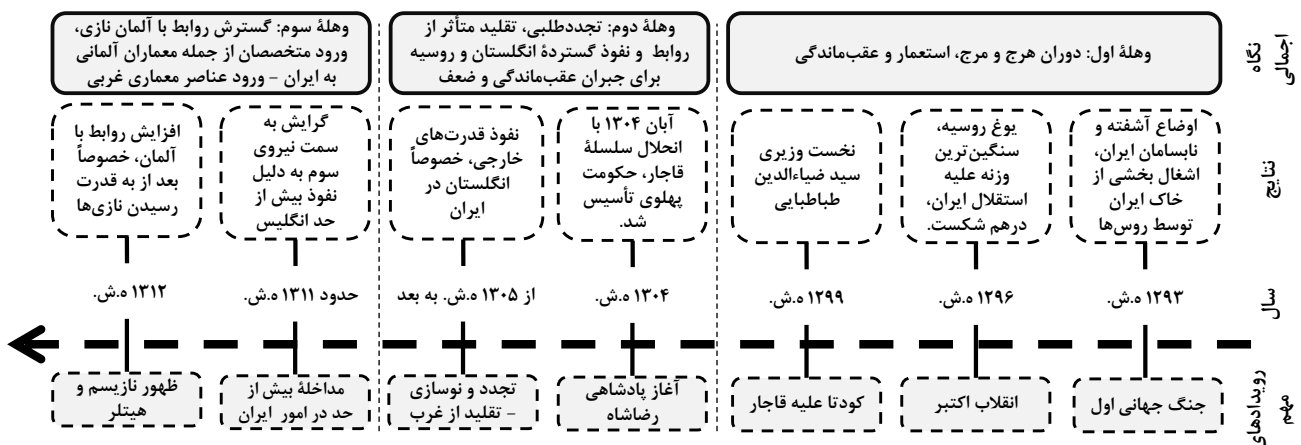 نگاه
اجمالی
وهلهٔ اول: دوران هرج و مرج، استعمار و عقب‌ماندگی
وهلهٔ دوم: تجددطلبی، تقلید متأثر از
روابط و نفوذ گستردهٔ انگلستان و روسیه
برای جبران عقب‌ماندگی و ضعف
وهلهٔ سوم: گسترش روابط با آلمان نازی،
ورود متخصصان از جمله معماران آلمانی
به ایران – ورود عناصر معماری غربی
نتایج
اوضاع آشفته و
نابسامان ایران،
اشغال بخشی از
خاک ایران
توسط روس‌ها
یوغ روسیه،
سنگین‌ترین
وزنه علیه
استقلال ایران،
درهم شکست.
نخست وزیری
سید ضیاءالدین
طباطبایی
آبان ۱۳۰۴ با
انحلال سلسلهٔ
قاجار، حکومت
پهلوی تأسیس
شد.
نفوذ قدرت‌های
خارجی، خصوصاً
انگلستان در
ایران
گرایش به
سمت نیروی
سوم به دلیل
نفوذ بیش از
حد انگلیس
افزایش روابط با
آلمان، خصوصاً
بعد از به قدرت
رسیدن نازی‌ها
سال
۱۲۹۳ ه.ش.
۱۲۹۶ ه.ش.
۱۲۹۹ ه.ش.
۱۳۰۴ ه.ش.
از ۱۳۰۵ ه.ش. به بعد
حدود ۱۳۱۱ ه.ش.
۱۳۱۲ ه.ش.
رویدادهای
مهم
جنگ جهانی اول
انقلاب اکتبر
کودتا علیه قاجار
آغاز پادشاهی
رضاشاه
تجدد و نوسازی
– تقلید از غرب
مداخلهٔ بیش از
حد در امور ایران
ظهور نازیسم و
هیتلر